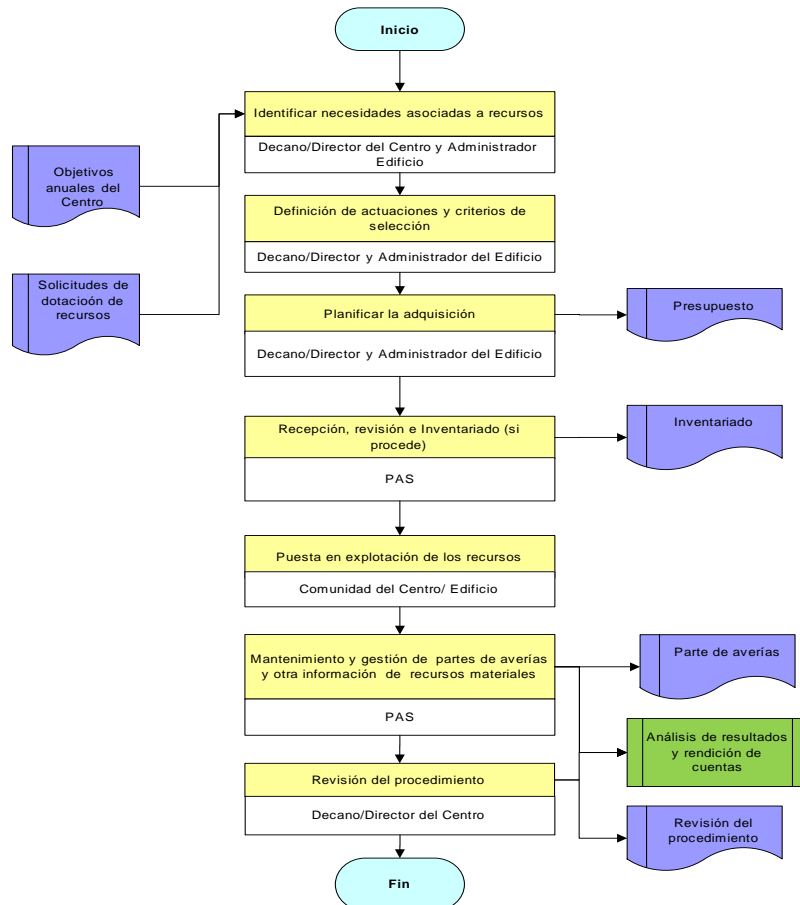 Inicio
Identificar necesidades asociadas a recursos
Decano/Director del Centro y Administrador
Edificio
Objetivos
anuales del
Centro
Definición de actuaciones y criterios de
selección
Decano/Director y Administrador del Edificio
Solicitudes de
dotacioón de
recursos
Planificar la adquisición
Decano/Director y Administrador del Edificio
Presupuesto
Recepción, revisión e Inventariado (si
procede)
PAS
Inventariado
Puesta en explotación de los recursos
Comunidad del Centro/ Edificio
Mantenimiento y gestión de partes de averías
y otra información de recursos materiales
PAS
Parte de averías
Análisis de resultados
y rendición de
cuentas
Revisión del procedimiento
Decano/Director del Centro
Revisión del
procedimiento
Fin